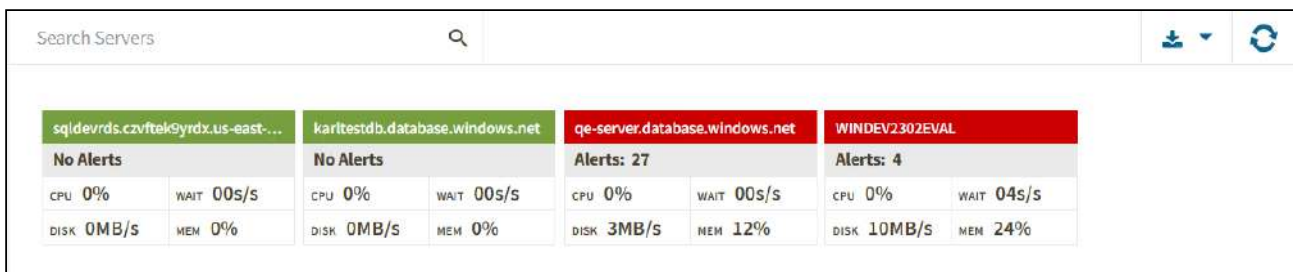 Search Servers
sqldevrds.czvftek9yrdx.us-east-...
No Alerts
CPU 0% WAIT 00s/s
DISK 0MB/s MEM 0%
karltestdb.database.windows.net
No Alerts
CPU 0% WAIT 00s/s
DISK 0MB/s MEM 0%
qe-server.database.windows.net
Alerts: 27
CPU 0% WAIT 00s/s
DISK 3MB/s MEM 12%
WINDEV2302EVAL
Alerts: 4
CPU 0% WAIT 04s/s
DISK 10MB/s MEM 24%